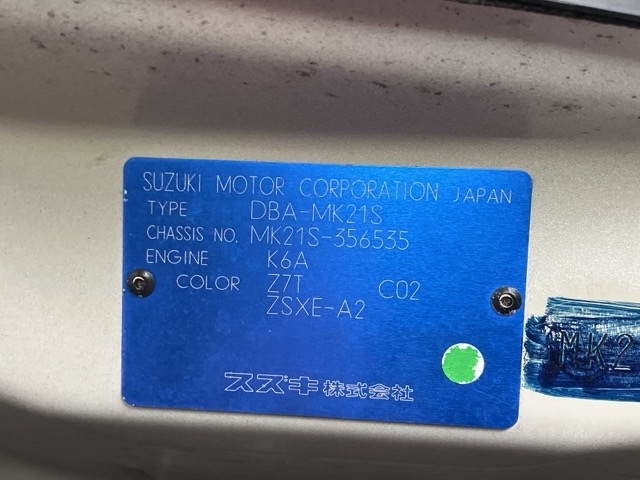 SUZUKI MOTOR CORPORATION JAPAN
TYPE DBA-MK21S
CHASSIS NO. MK21S-356535
ENGINE K6A
COLOR Z7T C02
ZSXE-A2
スズキ株式会社
MK2